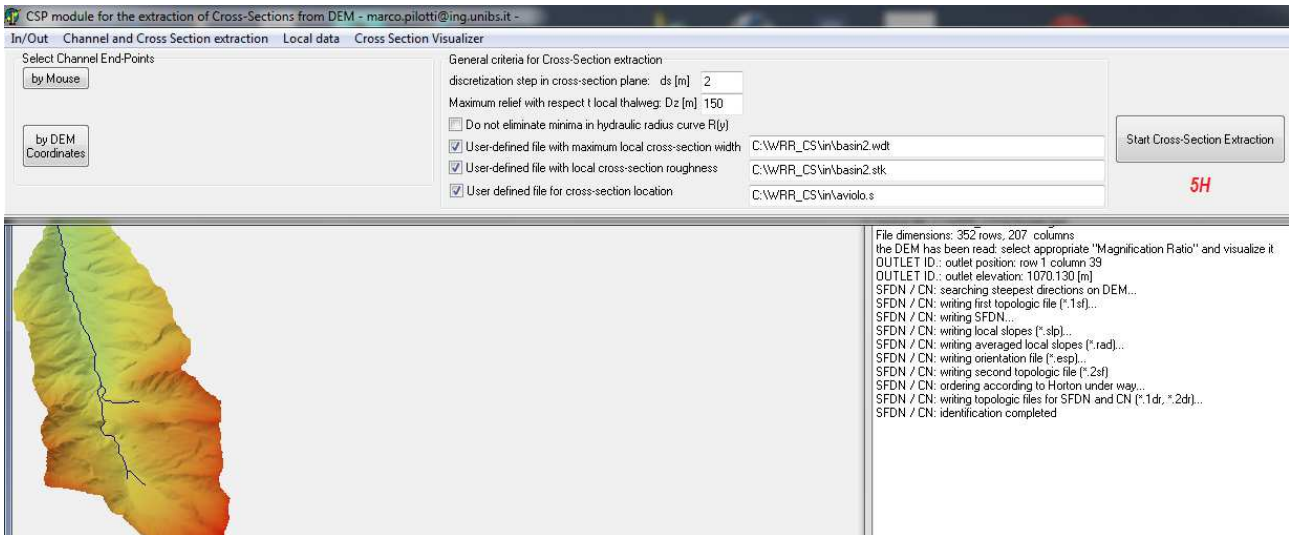 CSP module for the extraction of Cross-Sections from DEM - marco.pilotti@ing.unibs.it -
In/Out Channel and Cross Section extraction Local data Cross Section Visualizer
Select Channel End-Points
by Mouse
by DEM
Coordinates
General criteria for Cross-Section extraction
discretization step in cross-section plane: ds [m] 2
Maximum relief with respect t local thalweg: Dz [m] 150
Do not eliminate minima in hydraulic radius curve R(y)
User-defined file with maximum local cross-section width C:\WRR_CS\in\basin2.wdt
User-defined file with local cross-section roughness C:\WRR_CS\in\basin2.stk
User defined file for cross-section location C:\WRR_CS\in\aviolo.s
Start Cross-Section Extraction
5H
File dimensions: 352 rows, 207 columns
the DEM has been read: select appropriate "Magnification Ratio" and visualize it
OUTLET ID.: outlet position: row 1 column 39
OUTLET ID.: outlet elevation: 1070.130 [m]
SFDN / CN: searching steepest directions on DEM...
SFDN / CN: writing first topologic file (*.1sf)...
SFDN / CN: writing SFDN...
SFDN / CN: writing local slopes (*.slp)...
SFDN / CN: writing averaged local slopes (*.rad)...
SFDN / CN: writing orientation file (*.esp)...
SFDN / CN: writing second topologic file (*.2sf)
SFDN / CN: ordering according to Horton under way...
SFDN / CN: writing topologic files for SFDN and CN (*.1dr, *.2dr)...
SFDN / CN: identification completed